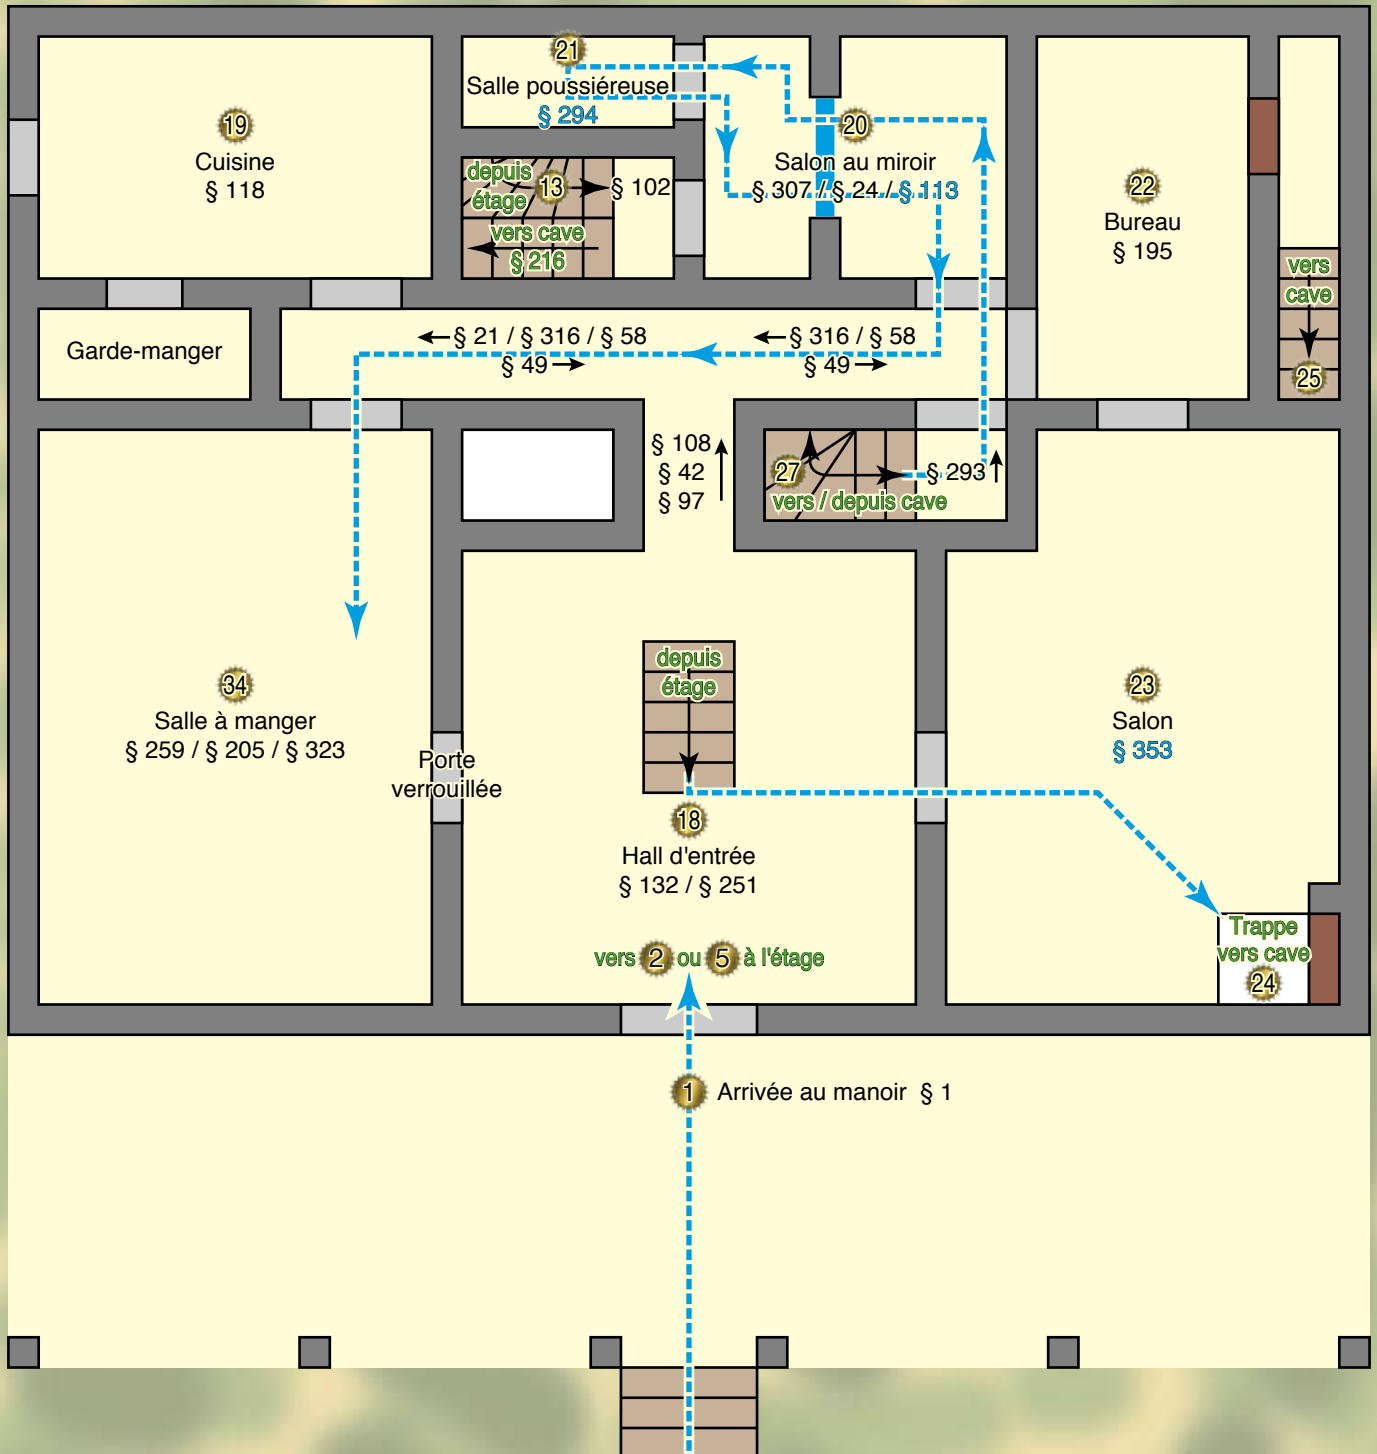 21
Salle poussiéreuse
§ 294
19
Cuisine
§ 118
20
Salon au miroir
§ 307 / § 24 / § 113
depuis
étage
13
§ 102
vers cave
§ 216
22
Bureau
§ 195
vers
cave
25
Garde-manger
§ 21 / § 316 / § 58
§ 49
§ 316 / § 58
§ 49
§ 108
§ 42
§ 97
27
§ 293
vers / depuis cave
depuis
étage
34
Salle à manger
§ 259 / § 205 / § 323
Porte
verrouillée
23
Salon
§ 353
18
Hall d'entrée
§ 132 / § 251
vers 2 ou 5 à l'étage
Trappe
vers cave
24
1 Arrivée au manoir § 1